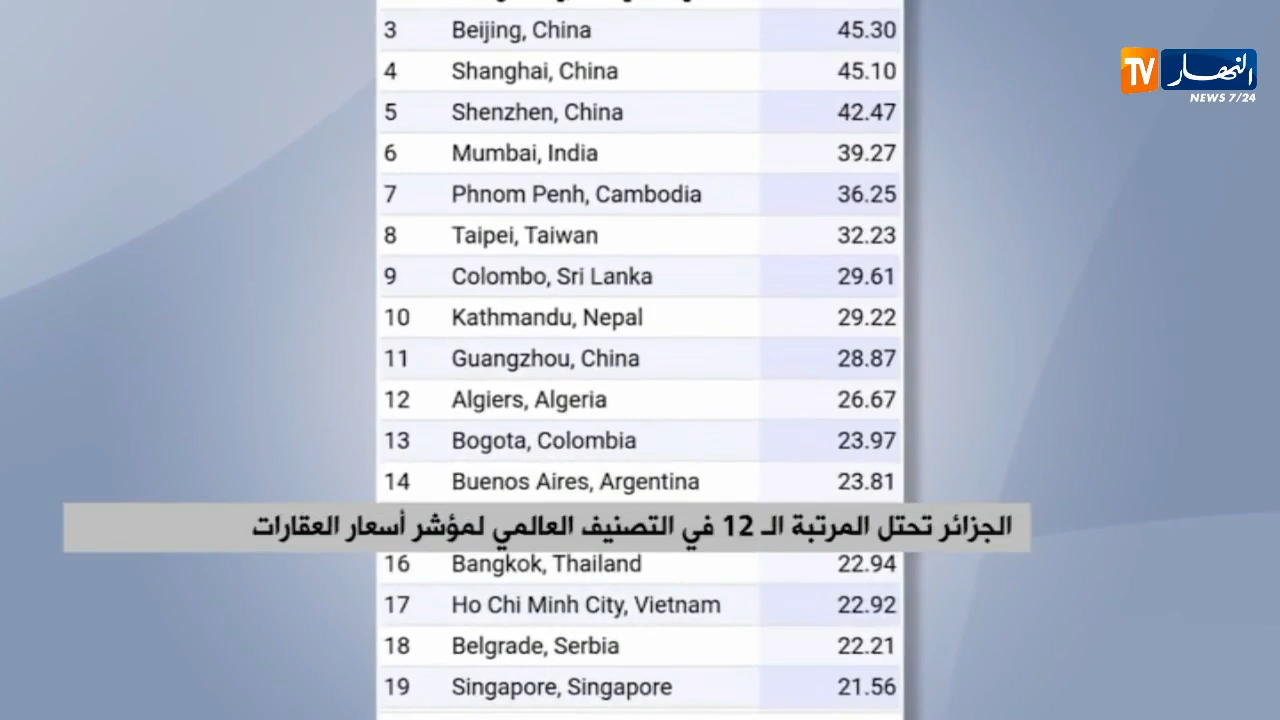 3 Beijing, China 45.30
4 Shanghai, China 45.10
5 Shenzhen, China 42.47
6 Mumbai, India 39.27
7 Phnom Penh, Cambodia 36.25
8 Taipei, Taiwan 32.23
9 Colombo, Sri Lanka 29.61
10 Kathmandu, Nepal 29.22
11 Guangzhou, China 28.87
12 Algiers, Algeria 26.67
13 Bogota, Colombia 23.97
14 Buenos Aires, Argentina 23.81
الجزائر تحتل المرتبة الـ 12 في التصنيف العالمي لمؤشر أسعار العقارات
16 Bangkok, Thailand 22.94
17 Ho Chi Minh City, Vietnam 22.92
18 Belgrade, Serbia 22.21
19 Singapore, Singapore 21.56
النهار TV
NEWS 7/24